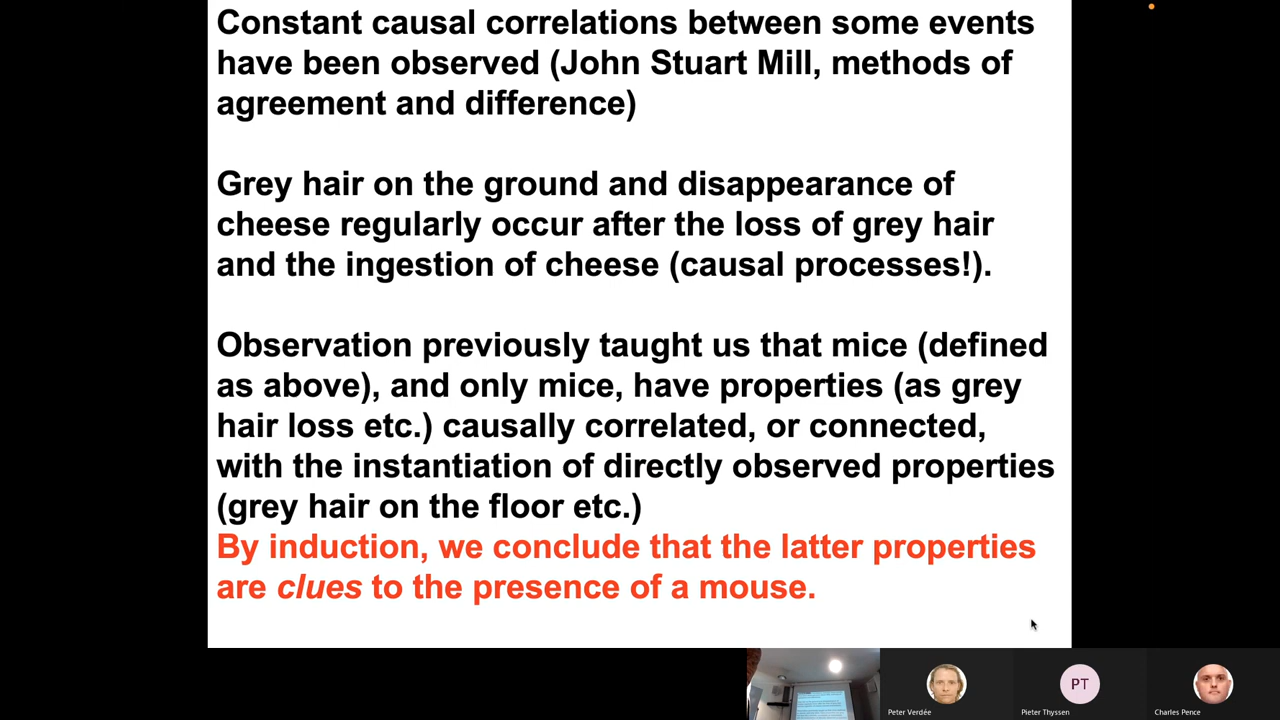 Constant causal correlations between some events
have been observed (John Stuart Mill, methods of
agreement and difference)
Grey hair on the ground and disappearance of
cheese regularly occur after the loss of grey hair
and the ingestion of cheese (causal processes!).
Observation previously taught us that mice (defined
as above), and only mice, have properties (as grey
hair loss etc.) causally correlated, or connected,
with the instantiation of directly observed properties
(grey hair on the floor etc.)
By induction, we conclude that the latter properties
are clues to the presence of a mouse.
PT
Peter Verdée
Pieter Thyssen
Charles Pence